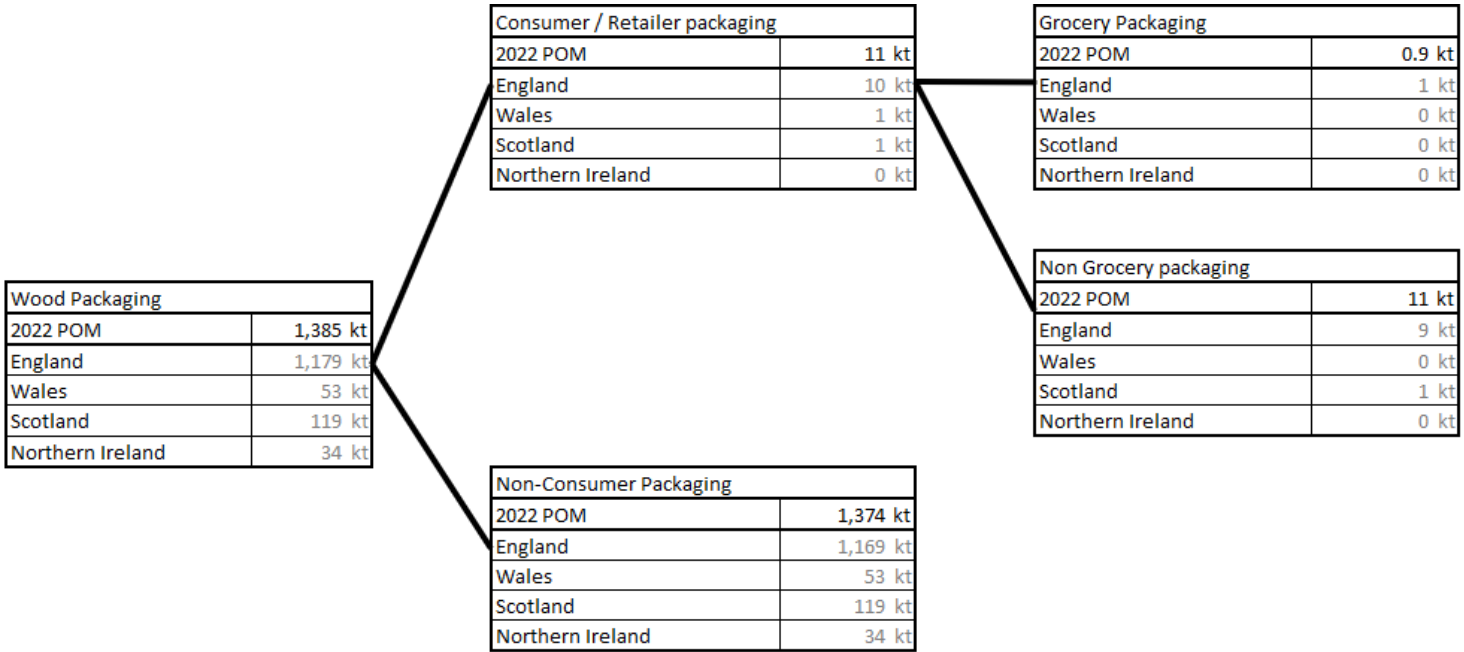 Consumer / Retailer packaging
2022 POM 11 kt
England 10 kt
Wales 1 kt
Scotland 1 kt
Northern Ireland 0 kt
Grocery Packaging
2022 POM 0.9 kt
England 1 kt
Wales 0 kt
Scotland 0 kt
Northern Ireland 0 kt
Wood Packaging
2022 POM 1,385 kt
England 1,179 kt
Wales 53 kt
Scotland 119 kt
Northern Ireland 34 kt
Non Grocery packaging
2022 POM 11 kt
England 9 kt
Wales 0 kt
Scotland 1 kt
Northern Ireland 0 kt
Non-Consumer Packaging
2022 POM 1,374 kt
England 1,169 kt
Wales 53 kt
Scotland 119 kt
Northern Ireland 34 kt